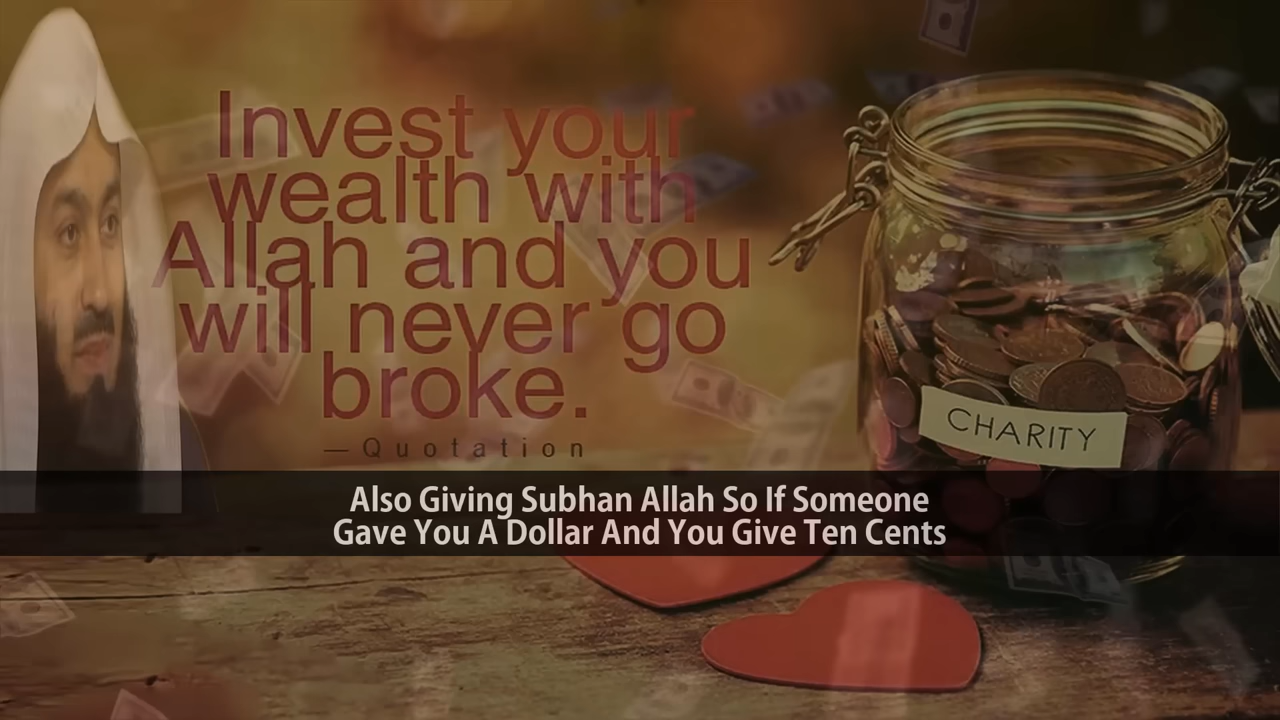 Invest your
wealth with
Allah and you
will never go
broke.
— Quotation
CHARITY
Also Giving Subhan Allah So If Someone
Gave You A Dollar And You Give Ten Cents